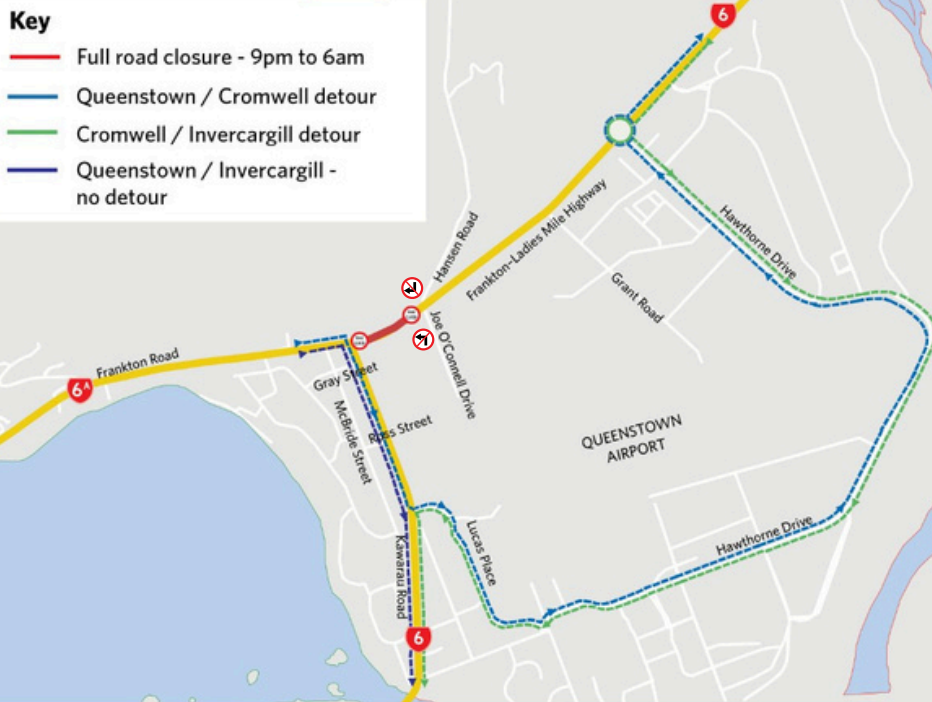 Key
Full road closure - 9pm to 6am
Queenstown / Cromwell detour
Cromwell / Invercargill detour
Queenstown / Invercargill -
no detour
6
Hawthorne Drive
Hansen Road
Frankton-Ladies Mile Highway
Grant Road
Joe O'Connell Drive
Frankton Road
6A
Gray Street
McBride Street
Ross Street
QUEENSTOWN
AIRPORT
Lucas Place
Hawthorne Drive
Kawarau Road
6